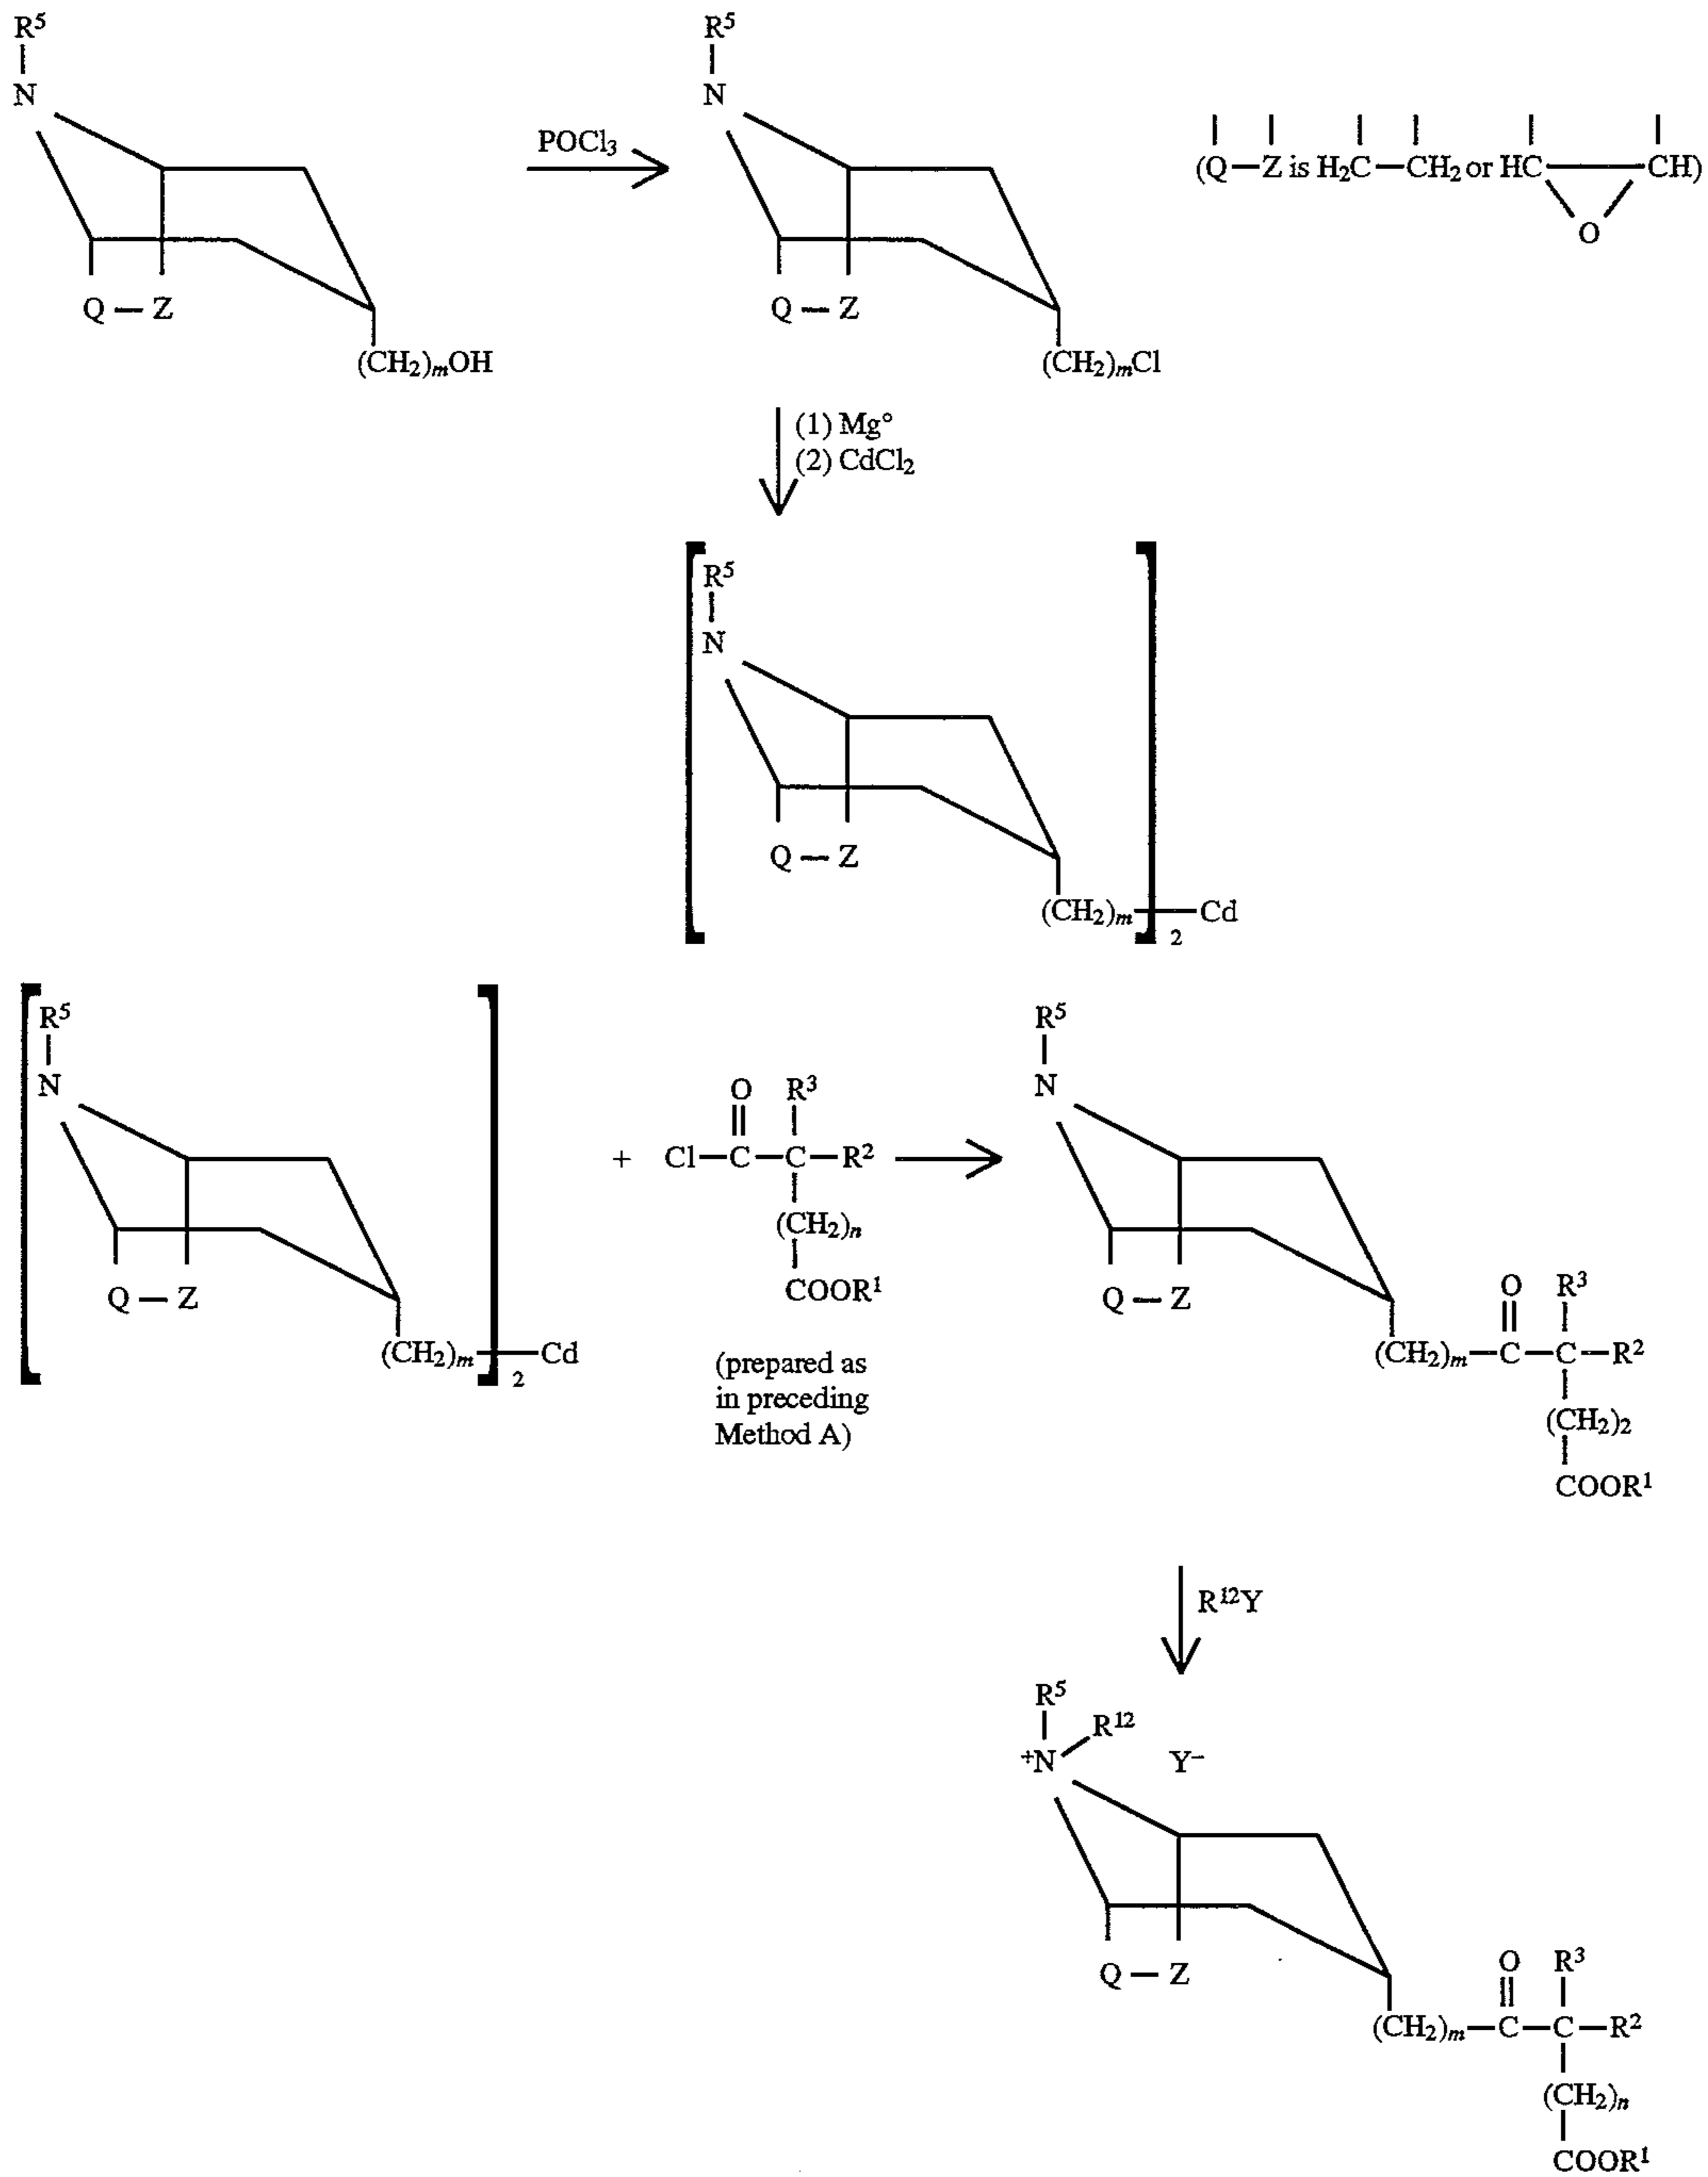 R⁵
N
Q — Z
(CH₂)ₘOH
POCl₃
R⁵
N
Q — Z
(CH₂)ₘCl
(Q—Z is H₂C—CH₂ or HC—CH)
O
(1) Mg°
(2) CdCl₂
R⁵
N
Q — Z
(CH₂)ₘ—Cd
2
R⁵
N
Q — Z
(CH₂)ₘ—Cd
2
+
O R³
Cl—C—C—R²
(CH₂)ₙ
COOR¹
(prepared as
in preceding
Method A)
R⁵
N
Q — Z
O R³
(CH₂)ₘ—C—C—R²
(CH₂)₂
COOR¹
R¹²Y
R⁵
R¹²
⁺N Y⁻
Q — Z
O R³
(CH₂)ₘ—C—C—R²
(CH₂)ₙ
COOR¹